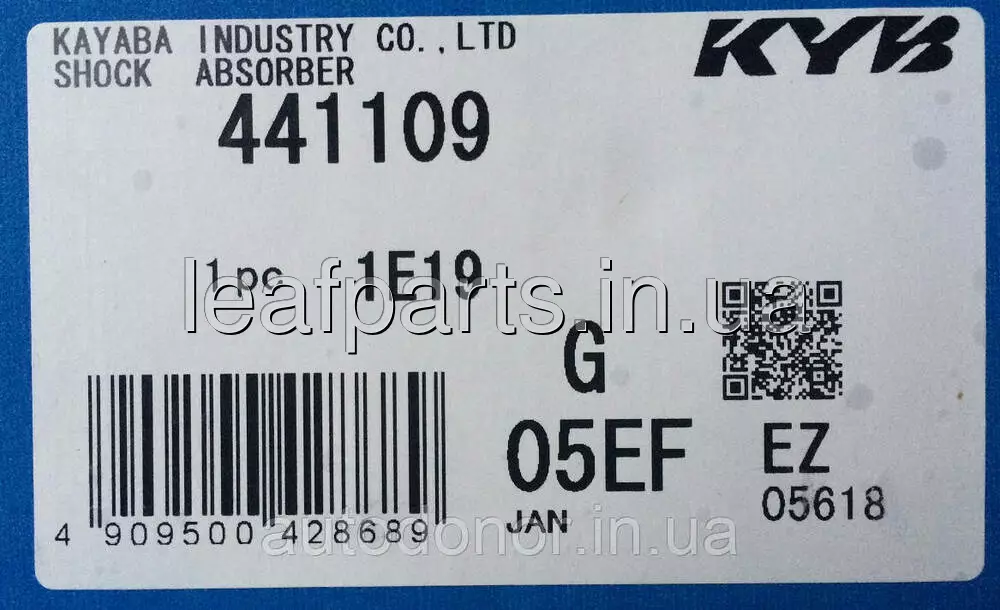 KAYABA INDUSTRY CO.,LTD
SHOCK ABSORBER
KYB
441109
1pc 1E19
leafparts.in.ua
G
05EF
EZ
05618
JAN
4 909500 428689
autodonor.in.ua